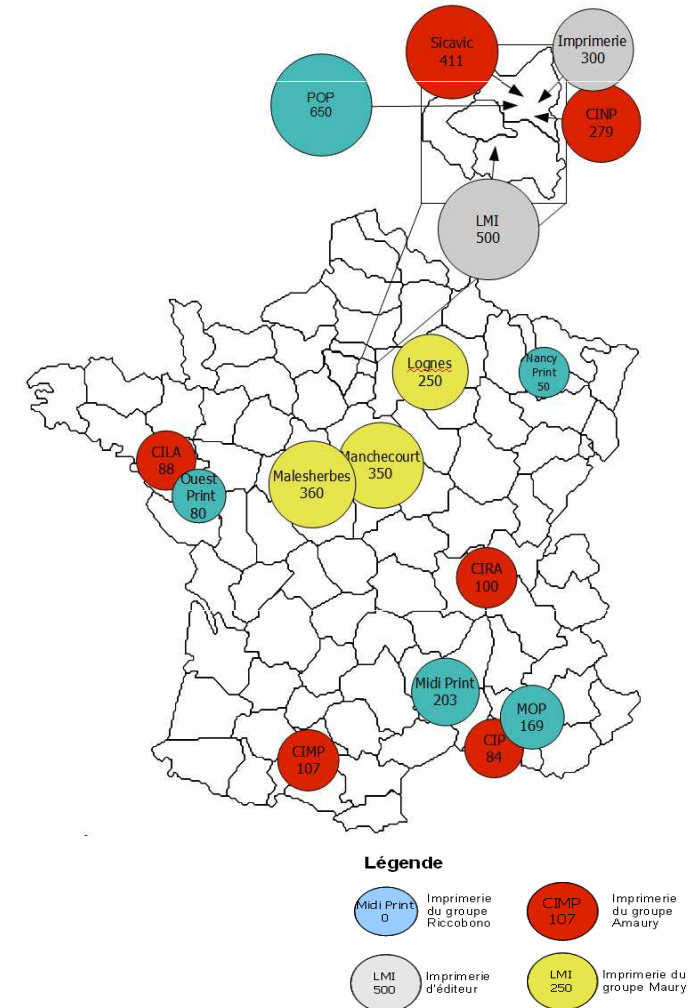 Sicavic
411
Imprimerie
300
POP
650
CINP
279
LMI
500
Lognes
250
Nancy
Print
50
Manchecourt
350
Malesherbes
360
CILA
88
Ouest
Print
80
CIRA
100
Midi Print
203
MOP
169
CIP
84
CIMP
107
Légende
Midi Print
0
Imprimerie
du groupe
Riccobono
CIMP
107
Imprimerie
du groupe
Amaury
LMI
500
Imprimerie
d'éditeur
LMI
250
Imprimerie du
groupe Maury